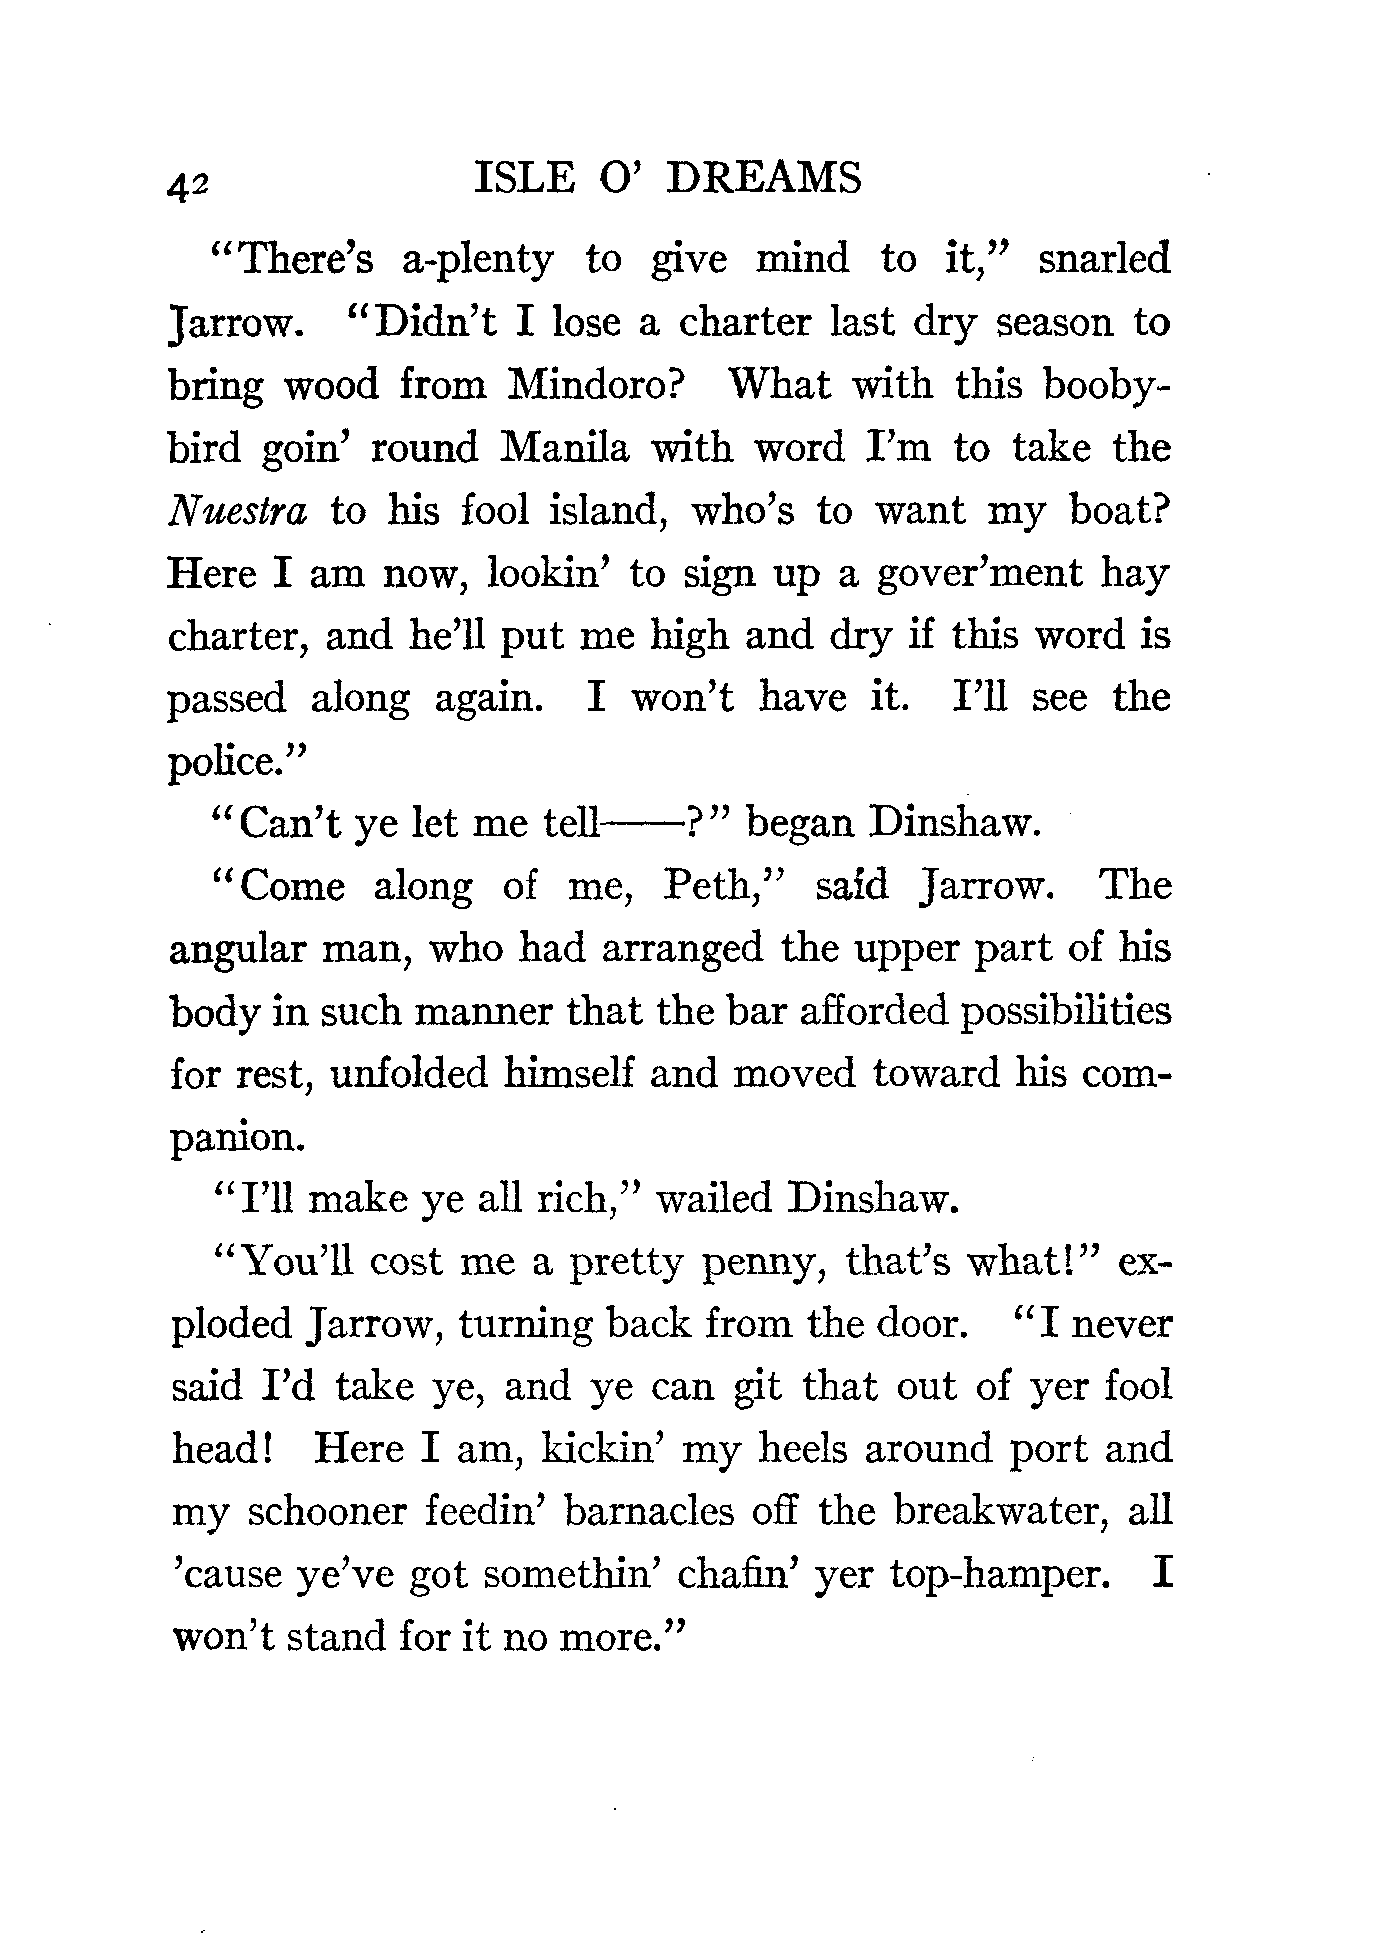 42 ISLE O' DREAMS
“There's a-plenty to give mind to it,” snarled
Jarrow. “Didn't I lose a charter last dry season to
bring wood from Mindoro? What with this booby-
bird goin' round Manila with word I'm to take the
Nuestra to his fool island, who's to want my boat?
Here I am now, lookin' to sign up a gover'ment hay
charter, and he'll put me high and dry if this word is
passed along again. I won't have it. I'll see the
police.”
“Can't ye let me tell——?” began Dinshaw.
“Come along of me, Peth,” said Jarrow. The
angular man, who had arranged the upper part of his
body in such manner that the bar afforded possibilities
for rest, unfolded himself and moved toward his com-
panion.
“I'll make ye all rich,” wailed Dinshaw.
“You'll cost me a pretty penny, that's what!” ex-
ploded Jarrow, turning back from the door. “I never
said I'd take ye, and ye can git that out of yer fool
head! Here I am, kickin' my heels around port and
my schooner feedin' barnacles off the breakwater, all
'cause ye've got somethin' chafin' yer top-hamper. I
won't stand for it no more.”